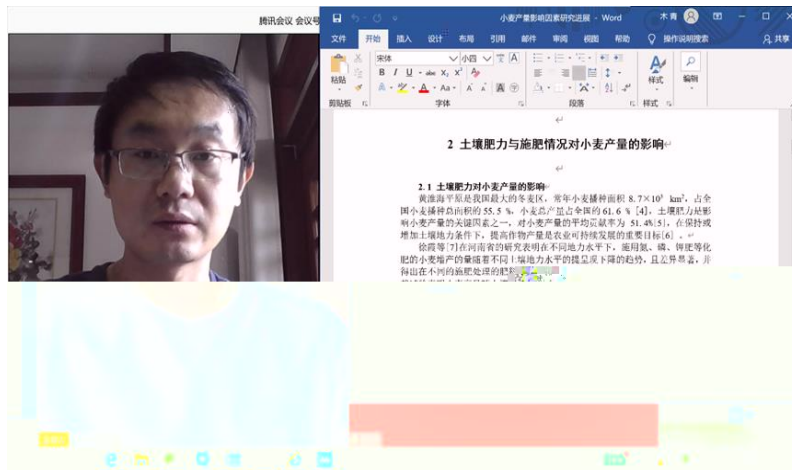 腾讯会议 会议号
小麦产量影响因素研究进展 - Word
木青
文件 开始 插入 设计 布局 引用 邮件 审阅 视图 帮助 操作说明搜索 共享
宋体 小四
粘贴 样式 编辑
剪贴板 字体 段落 样式
2 土壤肥力与施肥情况对小麦产量的影响
2.1 土壤肥力对小麦产量的影响
黄淮海平原是我国最大的冬麦区，常年小麦播种面积 8.7×10⁵ km²，占全
国小麦播种总面积的 55.5 %，小麦总产量占全国的 61.6 % [4]，土壤肥力是影
响小麦产量的关键因素之一，对小麦产量的平均贡献率为 51.4%[5]，在保持或
增加土壤地力条件下，提高作物产量是农业可持续发展的重要目标[6]。
徐霞等[7]在河南省的研究表明在不同地力水平下，施用氮、磷、钾肥等化
肥的小麦增产的量随着不同土壤地力水平的提呈现下降的趋势，且差异显著，并
得出在不同的施肥处理的肥